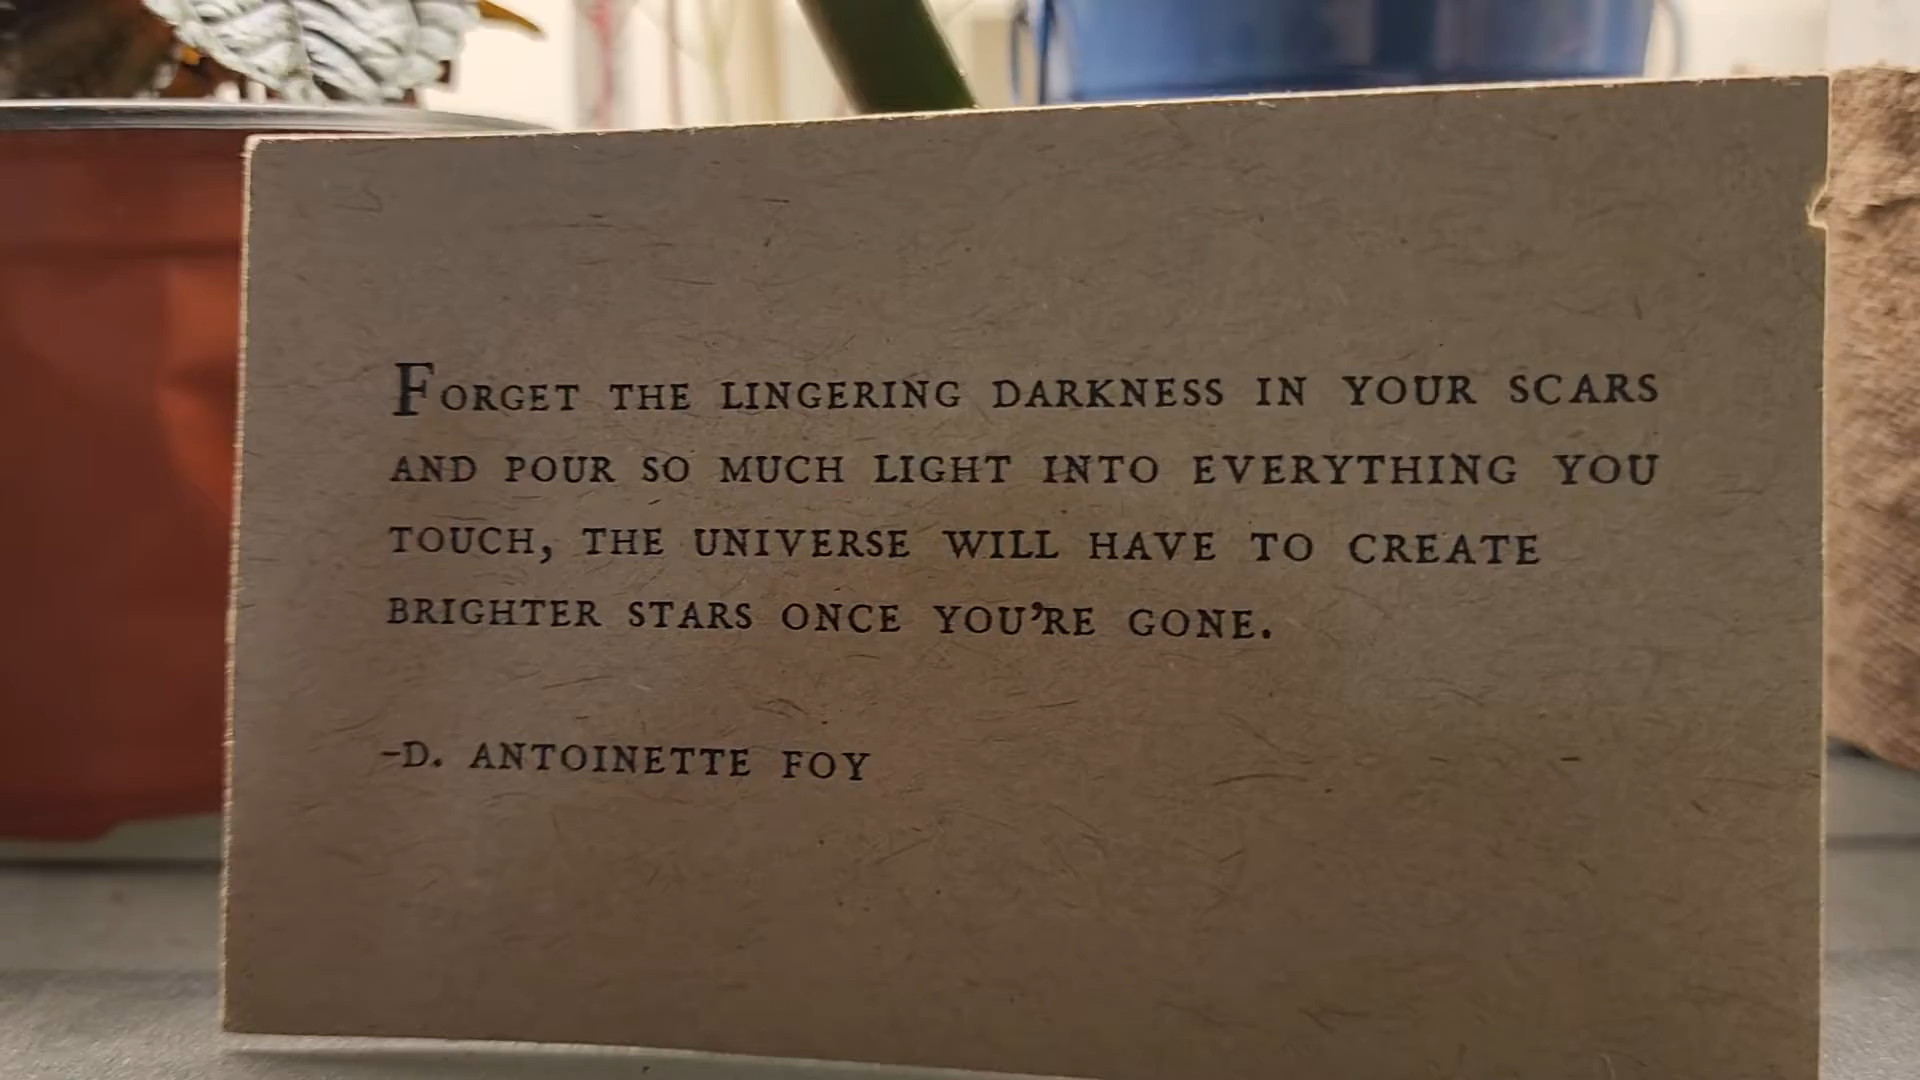 Forget the lingering darkness in your scars
and pour so much light into everything you
touch, the universe will have to create
brighter stars once you're gone.
-D. Antoinette Foy